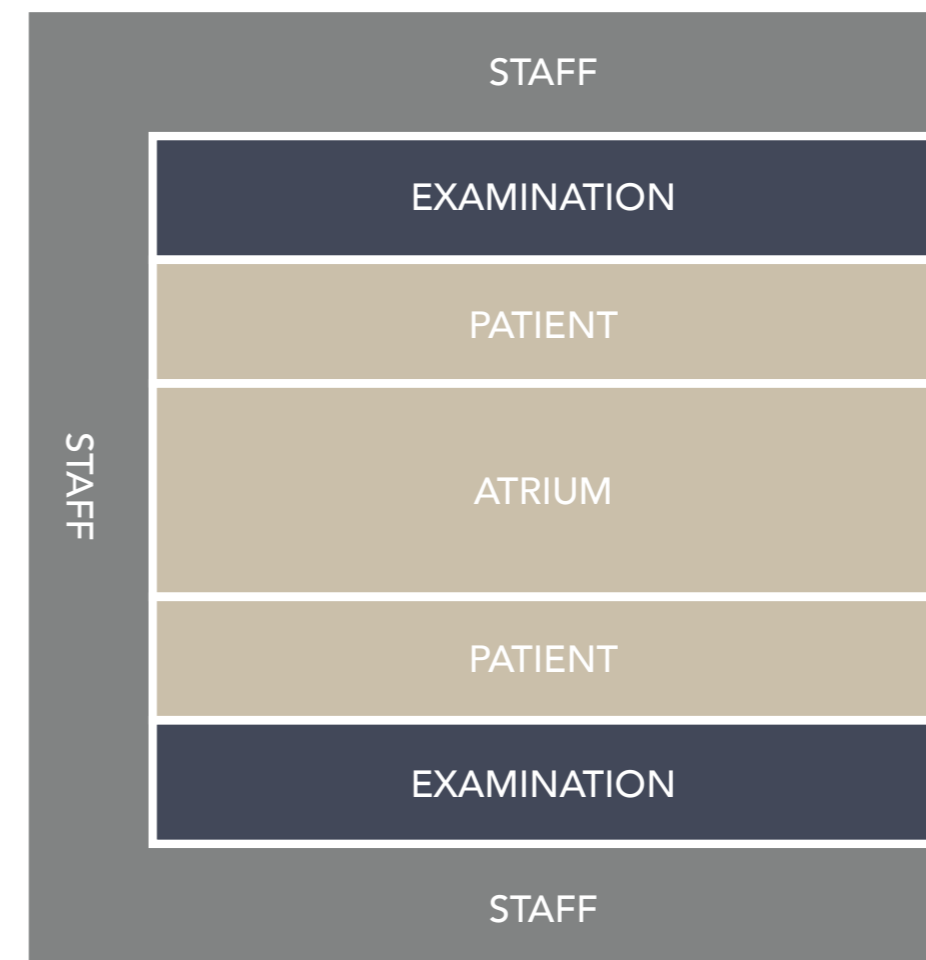 STAFF
EXAMINATION
PATIENT
STAFF
ATRIUM
PATIENT
EXAMINATION
STAFF